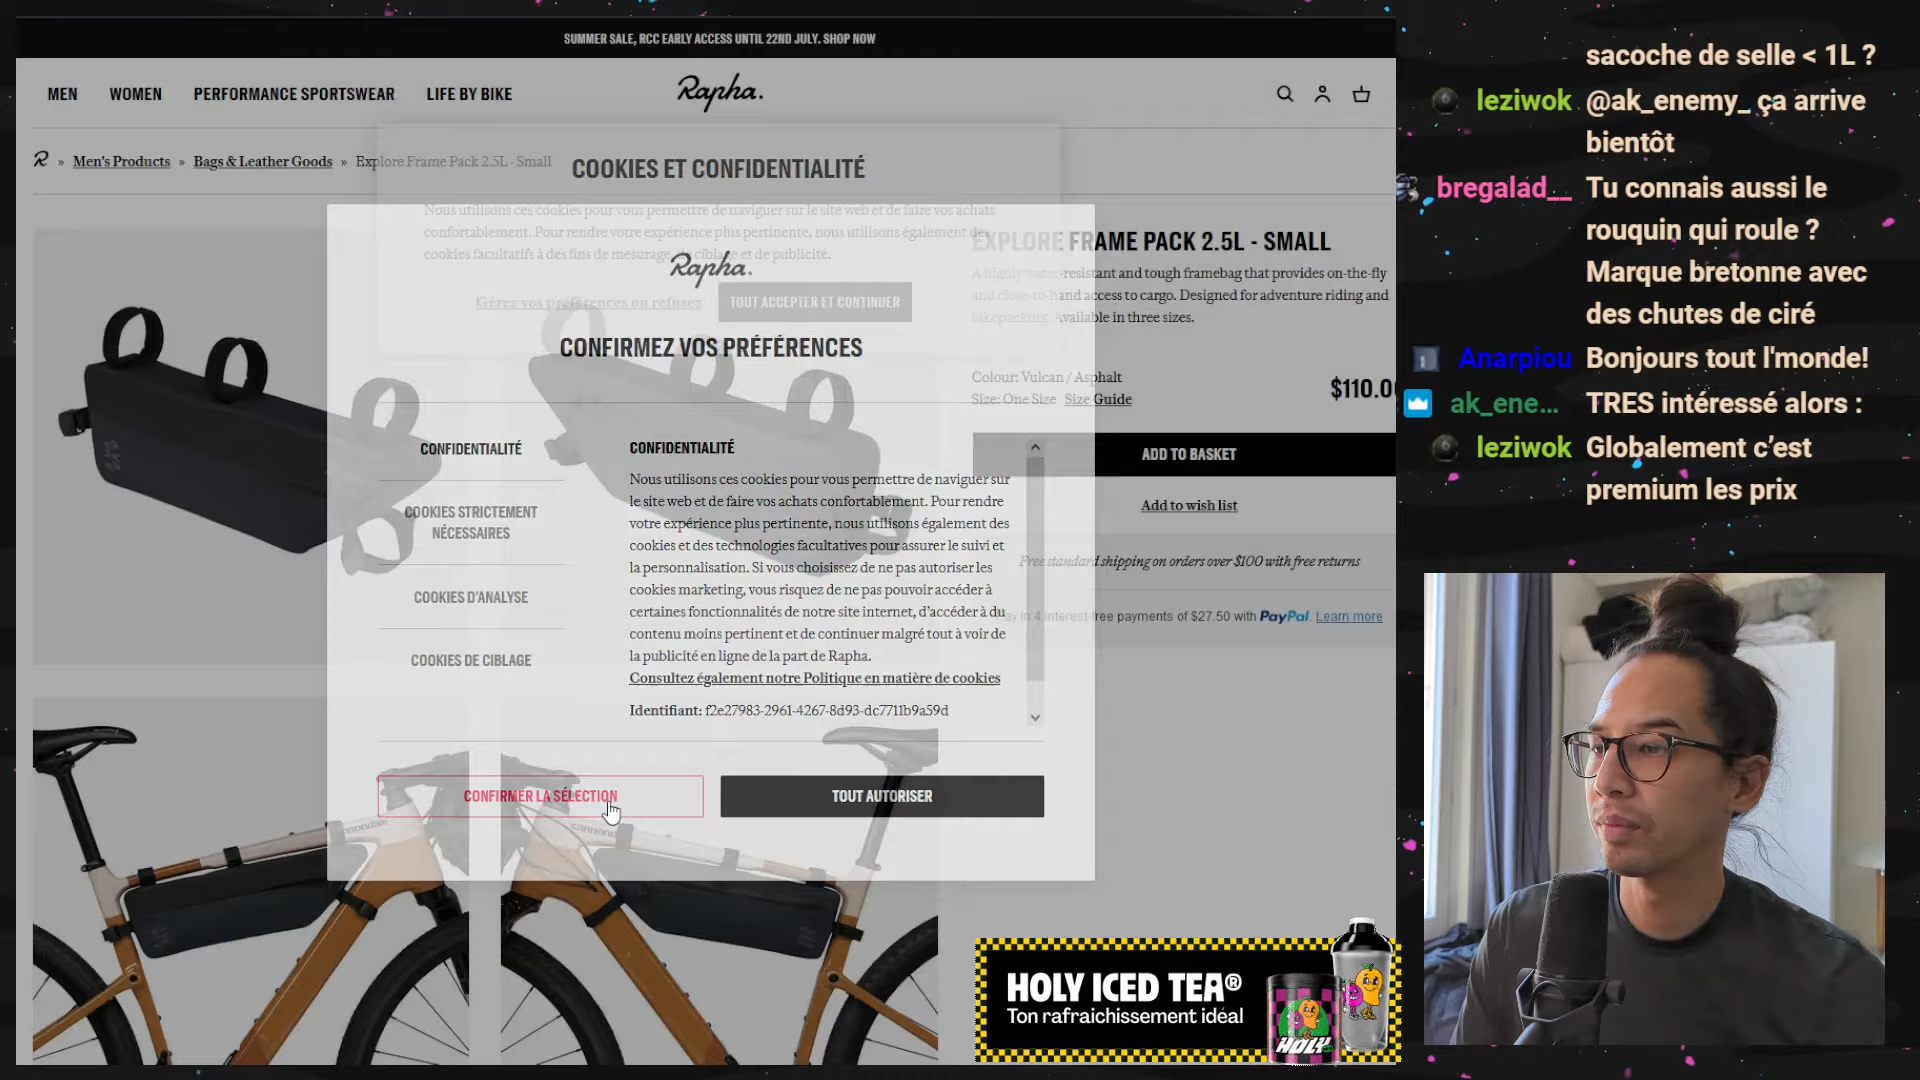 SUMMER SALE, RCC EARLY ACCESS UNTIL 22ND JULY. SHOP NOW
MEN
WOMEN
PERFORMANCE SPORTSWEAR
LIFE BY BIKE
Rapha.
R » Men's Products » Bags & Leather Goods » Explore Frame Pack 2.5L - Small
COOKIES ET CONFIDENTIALITÉ
Nous utilisons ces cookies pour vous permettre de naviguer sur le site web et de faire vos achats
confortablement. Pour rendre votre expérience plus pertinente, nous utilisons également des
cookies facultatifs à des fins de mesurage, de ciblage et de publicité.
Gérez vos préférences ou refusez
TOUT ACCEPTER ET CONTINUER
Rapha.
CONFIRMEZ VOS PRÉFÉRENCES
CONFIDENTIALITÉ
COOKIES STRICTEMENT
NÉCESSAIRES
COOKIES D'ANALYSE
COOKIES DE CIBLAGE
CONFIDENTIALITÉ
Nous utilisons ces cookies pour vous permettre de naviguer sur
le site web et de faire vos achats confortablement. Pour rendre
votre expérience plus pertinente, nous utilisons également des
cookies et des technologies facultatives pour assurer le suivi et
la personnalisation. Si vous choisissez de ne pas autoriser les
cookies marketing, vous risquez de ne pas pouvoir accéder à
certaines fonctionnalités de notre site internet, d'accéder à du
contenu moins pertinent et de continuer malgré tout à voir de
la publicité en ligne de la part de Rapha.
Consultez également notre Politique en matière de cookies
Identifiant: f2e27983-2961-4267-8d93-dc7711b9a59d
CONFIRMER LA SÉLECTION
TOUT AUTORISER
EXPLORE FRAME PACK 2.5L - SMALL
A highly water-resistant and tough framebag that provides on-the-fly
and close-to-hand access to cargo. Designed for adventure riding and
bikepacking. Available in three sizes.
Colour: Vulcan / Asphalt
Size: One Size Size Guide
$110.0
ADD TO BASKET
Add to wish list
Free standard shipping on orders over $100 with free returns
Pay in 4 interest-free payments of $27.50 with PayPal. Learn more
cannondale
HOLY ICED TEA®
Ton rafraichissement idéal
HOLY
sacoche de selle < 1L ?
leziwok @ak_enemy_ ça arrive
bientôt
bregalad__ Tu connais aussi le
rouquin qui roule ?
Marque bretonne avec
des chutes de ciré
Anarpiou Bonjours tout l'monde!
ak_ene... TRES intéressé alors :
leziwok Globalement c’est
premium les prix